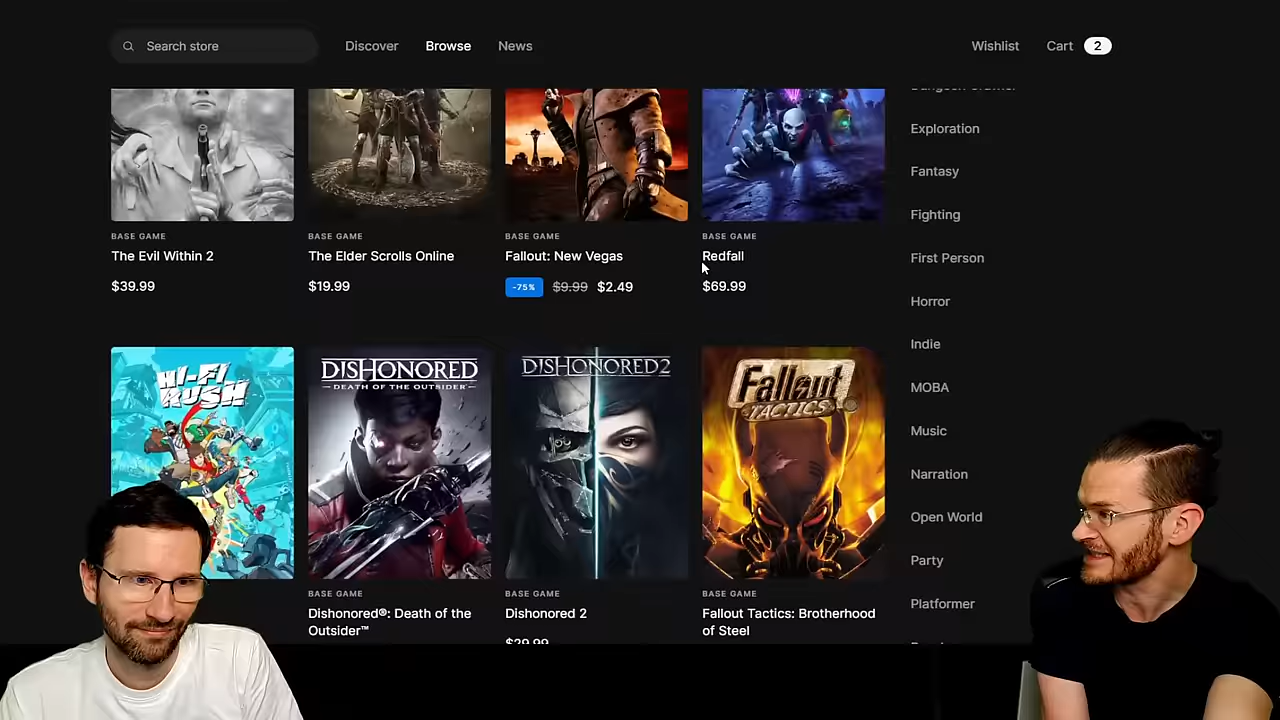 Search store
Discover
Browse
News
Wishlist
Cart
2
BASE GAME
The Evil Within 2
$39.99
BASE GAME
The Elder Scrolls Online
$19.99
BASE GAME
Fallout: New Vegas
-75%
$9.99
$2.49
BASE GAME
Redfall
$69.99
HI-FI
RUSH
DISHONORED
DEATH OF THE OUTSIDER
BASE GAME
Dishonored®: Death of the
Outsider™
DISHONORED2
BASE GAME
Dishonored 2
$29.99
Fallout
TACTICS
BASE GAME
Fallout Tactics: Brotherhood
of Steel
Dungeon Crawler
Exploration
Fantasy
Fighting
First Person
Horror
Indie
MOBA
Music
Narration
Open World
Party
Platformer